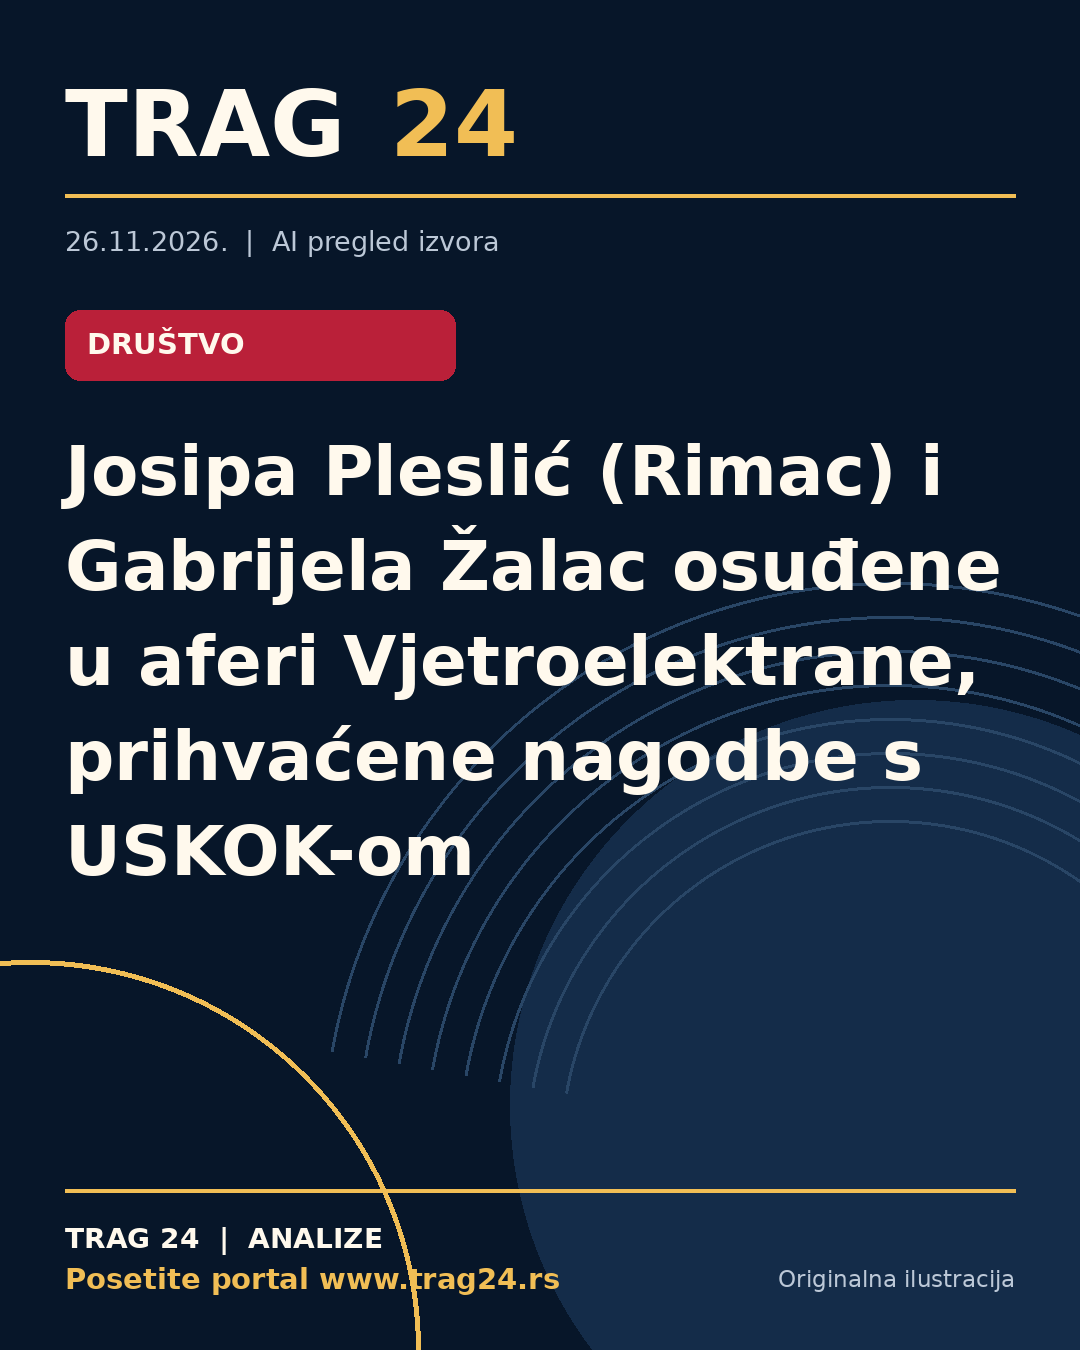 TRAG 24
26.11.2026. | AI pregled izvora
DRUŠTVO
Josipa Pleslić (Rimac) i
Gabrijela Žalac osuđene
u aferi Vjetroelektrane,
prihvaćene nagodbe s
USKOK-om
TRAG 24 | ANALIZE
Posetite portal www.trag24.rs
Originalna ilustracija